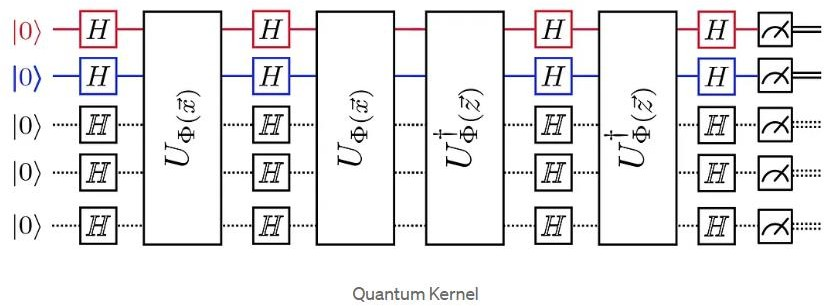 |0⟩ H H H H
|0⟩ H H H H
|0⟩ ℍ ℍ ℍ ℍ
|0⟩ ℍ ℍ ℍ ℍ
|0⟩ ℍ ℍ ℍ ℍ
U_Φ(x⃗) U_Φ(x⃗) U†_Φ(z⃗) U†_Φ(z⃗)
Quantum Kernel